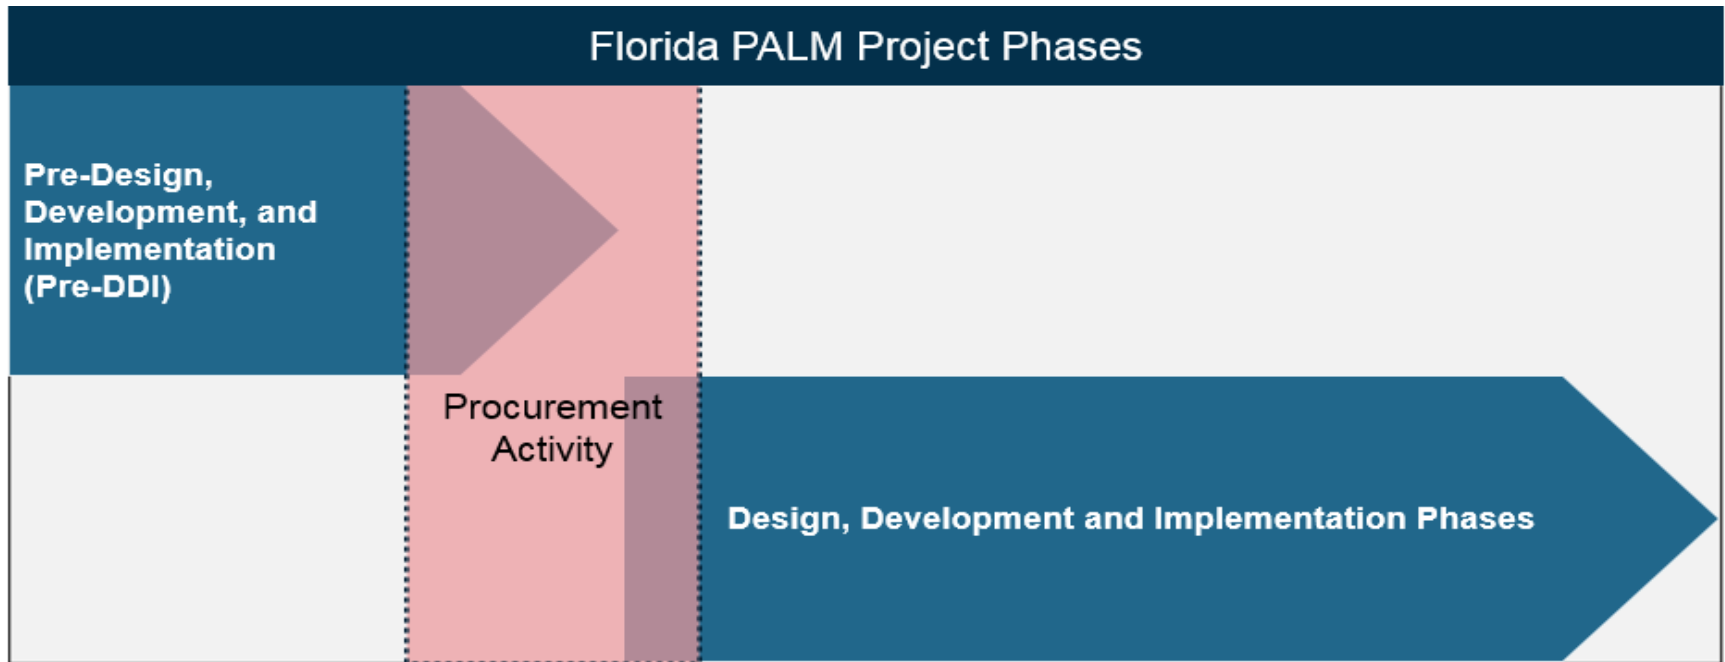 Florida PALM Project Phases
Pre-Design,
Development, and
Implementation
(Pre-DDI)
Procurement
Activity
Design, Development and Implementation Phases